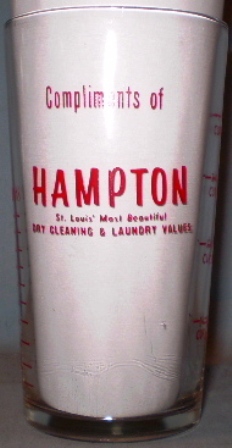 Compliments of
HAMPTON
St. Louis' Most Beautiful
DRY CLEANING & LAUNDRY VALUES